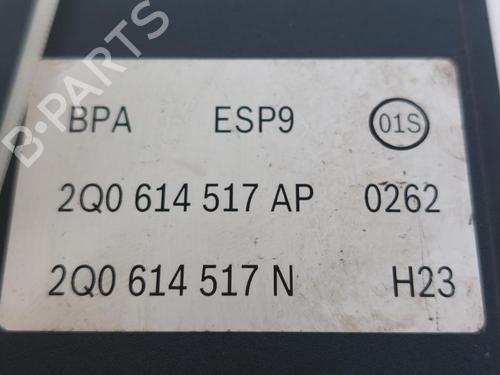 BPA ESP9 01S
2Q0 614 517 AP 0262
2Q0 614 517 N H23
B-PARTS